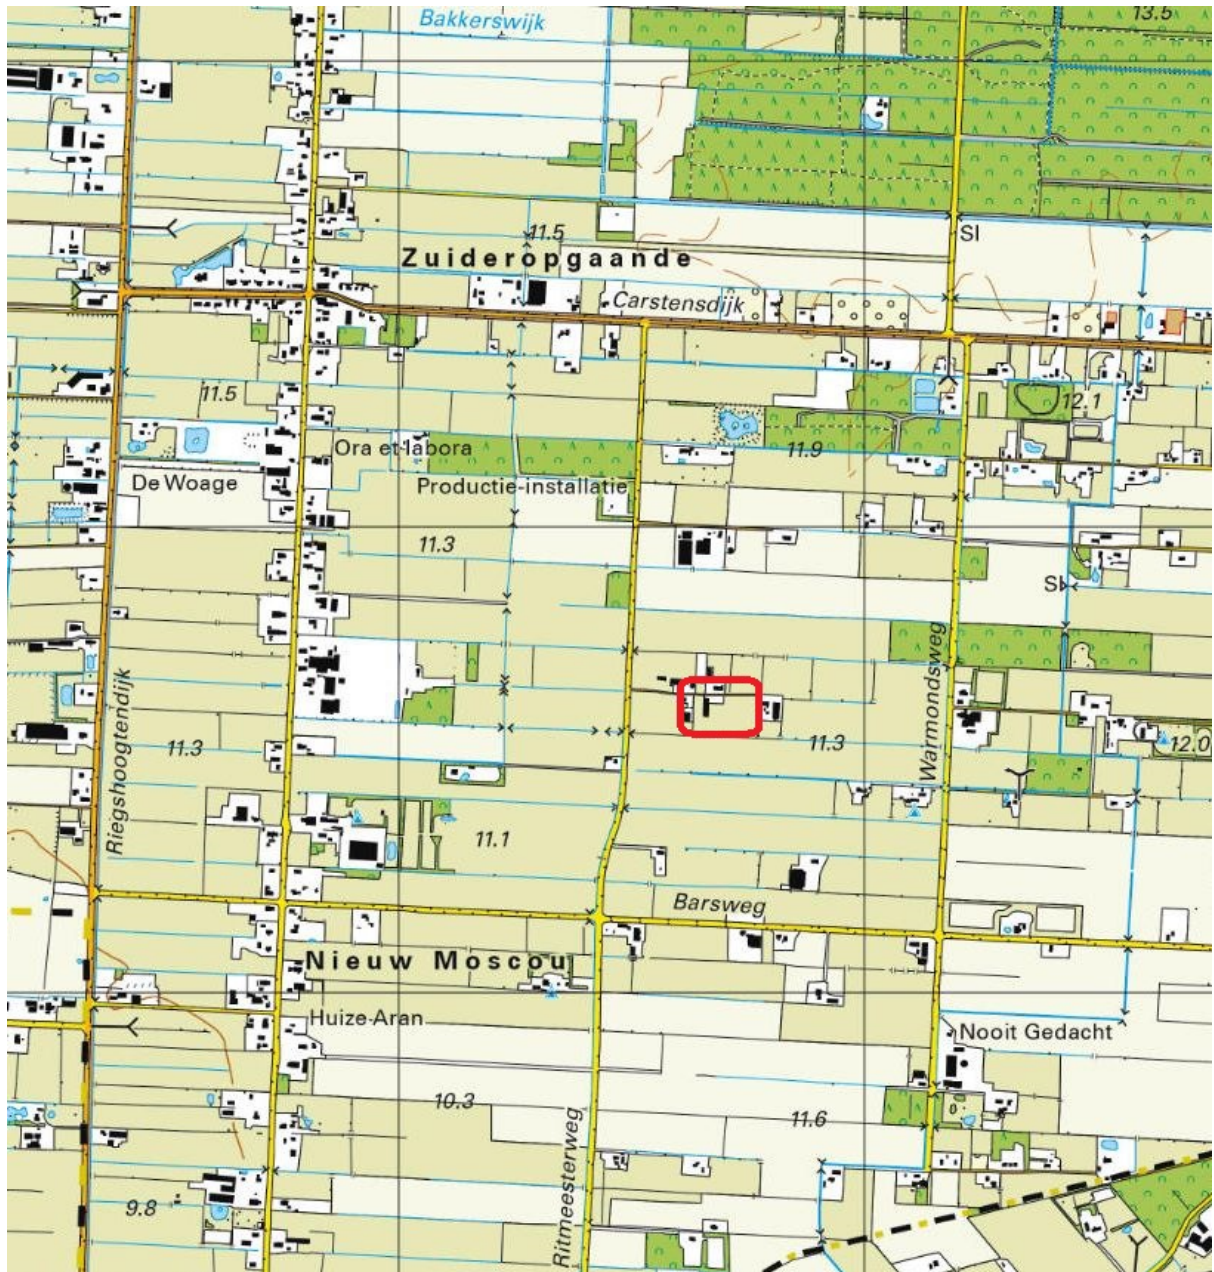 Bakkerswijk
13.5
11.5
Sl
Zuideropgaande
Carstensdijk
11.5
12.1
Ora et labora
11.9
De Woage
Productie-installatie
11.3
Sl
Riegshoogtendijk
Warmondsweg
11.3
11.3
12.0
11.1
Barsweg
Nieuw Moscou
Huize-Aran
Nooit Gedacht
10.3
11.6
Ritmeesterweg
9.8